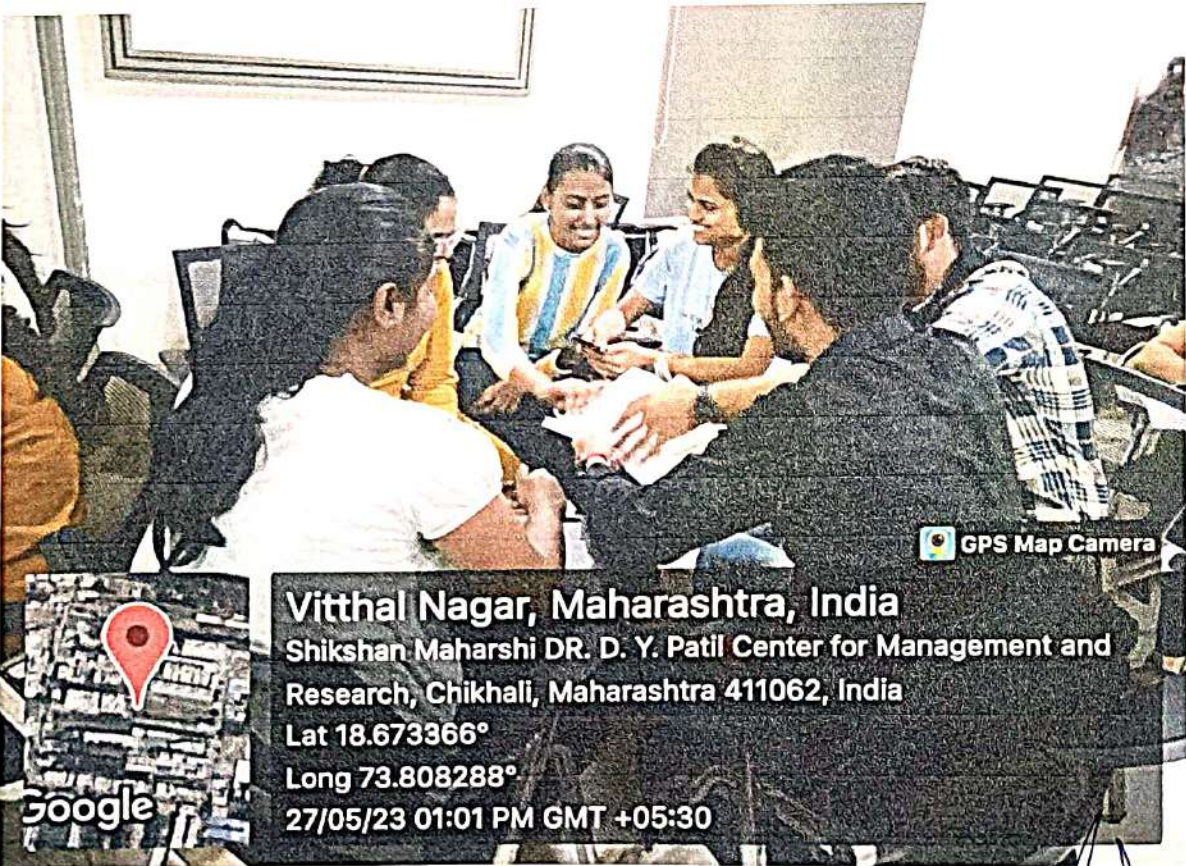 GPS Map Camera
Vitthal Nagar, Maharashtra, India
Shikshan Maharshi DR. D. Y. Patil Center for Management and
Research, Chikhali, Maharashtra 411062, India
Lat 18.673366°
Long 73.808288°
27/05/23 01:01 PM GMT +05:30
Google